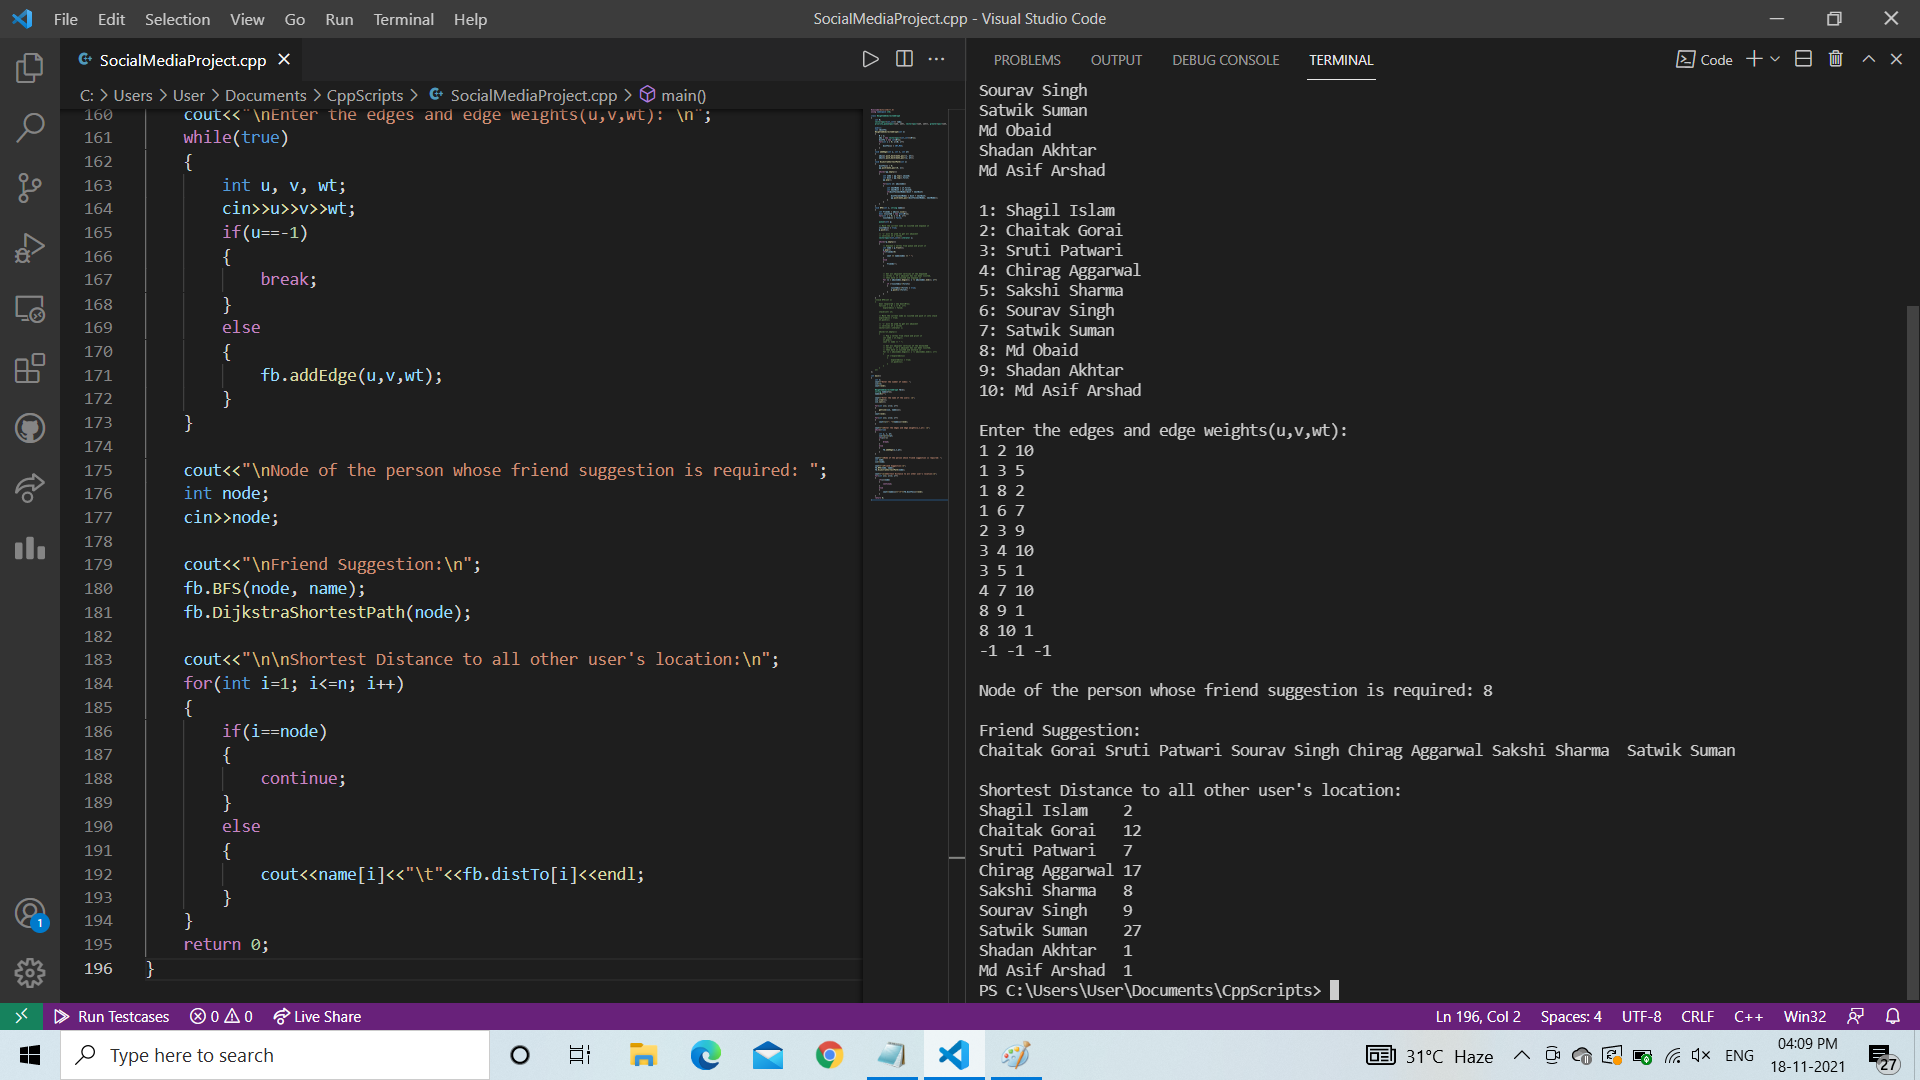 File Edit Selection View Go Run Terminal Help
SocialMediaProject.cpp - Visual Studio Code
SocialMediaProject.cpp
C: > Users > User > Documents > CppScripts > SocialMediaProject.cpp > main()
160 cout<<"\nEnter the edges and edge weights(u,v,wt): \n";
161 while(true)
162 {
163 int u, v, wt;
164 cin>>u>>v>>wt;
165 if(u==-1)
166 {
167 break;
168 }
169 else
170 {
171 fb.addEdge(u,v,wt);
172 }
173 }
174
175 cout<<"\nNode of the person whose friend suggestion is required: ";
176 int node;
177 cin>>node;
178
179 cout<<"\nFriend Suggestion:\n";
180 fb.BFS(node, name);
181 fb.DijkstraShortestPath(node);
182
183 cout<<"\n\nShortest Distance to all other user's location:\n";
184 for(int i=1; i<=n; i++)
185 {
186 if(i==node)
187 {
188 continue;
189 }
190 else
191 {
192 cout<<name[i]<<"\t"<<fb.distTo[i]<<endl;
193 }
194 }
195 return 0;
196 }
PROBLEMS OUTPUT DEBUG CONSOLE TERMINAL
Code
Sourav Singh
Satwik Suman
Md Obaid
Shadan Akhtar
Md Asif Arshad
1: Shagil Islam
2: Chaitak Gorai
3: Sruti Patwari
4: Chirag Aggarwal
5: Sakshi Sharma
6: Sourav Singh
7: Satwik Suman
8: Md Obaid
9: Shadan Akhtar
10: Md Asif Arshad
Enter the edges and edge weights(u,v,wt):
1 2 10
1 3 5
1 8 2
1 6 7
2 3 9
3 4 10
3 5 1
4 7 10
8 9 1
8 10 1
-1 -1 -1
Node of the person whose friend suggestion is required: 8
Friend Suggestion:
Chaitak Gorai Sruti Patwari Sourav Singh Chirag Aggarwal Sakshi Sharma  Satwik Suman
Shortest Distance to all other user's location:
Shagil Islam 2
Chaitak Gorai 12
Sruti Patwari 7
Chirag Aggarwal 17
Sakshi Sharma 8
Sourav Singh 9
Satwik Suman 27
Shadan Akhtar 1
Md Asif Arshad 1
PS C:\Users\User\Documents\CppScripts>
1
Run Testcases 0 0 Live Share
Ln 196, Col 2 Spaces: 4 UTF-8 CRLF C++ Win32
Type here to search
31°C Haze
ENG
04:09 PM
18-11-2021
27